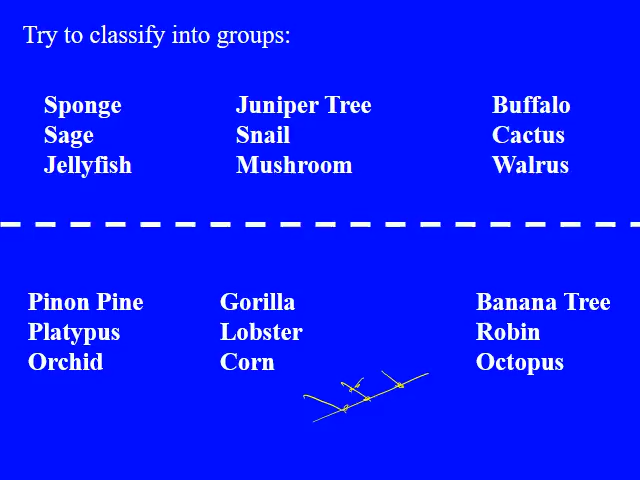 Try to classify into groups:
Sponge
Sage
Jellyfish
Juniper Tree
Snail
Mushroom
Buffalo
Cactus
Walrus
Pinon Pine
Platypus
Orchid
Gorilla
Lobster
Corn
Banana Tree
Robin
Octopus